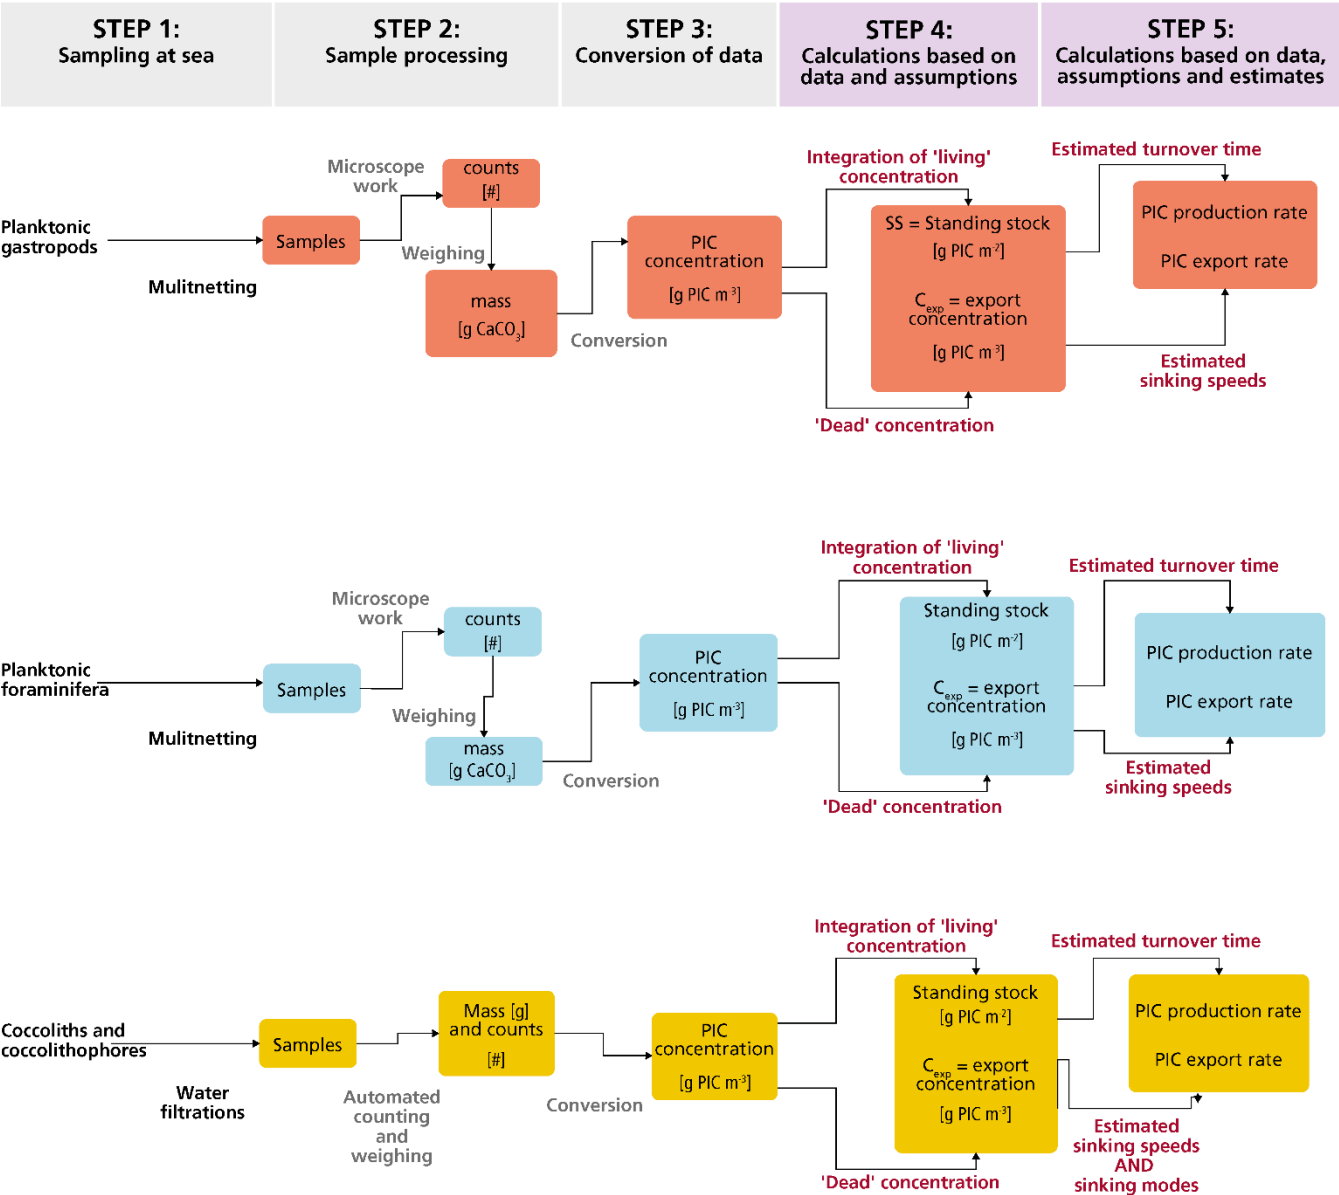 STEP 1:
Sampling at sea
STEP 2:
Sample processing
STEP 3:
Conversion of data
STEP 4:
Calculations based on
data and assumptions
STEP 5:
Calculations based on data,
assumptions and estimates
Planktonic
gastropods
Mulitnetting
Samples
Microscope
work
counts
[#]
Weighing
mass
[g CaCO₃]
Conversion
PIC
concentration
[g PIC m⁻³]
Integration of 'living'
concentration
'Dead' concentration
SS = Standing stock
[g PIC m⁻²]
C_exp = export
concentration
[g PIC m⁻³]
Estimated turnover time
Estimated
sinking speeds
PIC production rate
PIC export rate
Planktonic
foraminifera
Mulitnetting
Samples
Microscope
work
counts
[#]
Weighing
mass
[g CaCO₃]
Conversion
PIC
concentration
[g PIC m⁻³]
Integration of 'living'
concentration
'Dead' concentration
Standing stock
[g PIC m⁻²]
C_exp = export
concentration
[g PIC m⁻³]
Estimated turnover time
Estimated
sinking speeds
PIC production rate
PIC export rate
Coccoliths and
coccolithophores
Water
filtrations
Samples
Automated
counting
and
weighing
Mass [g]
and counts
[#]
Conversion
PIC
concentration
[g PIC m⁻³]
Integration of 'living'
concentration
'Dead' concentration
Standing stock
[g PIC m⁻²]
C_exp = export
concentration
[g PIC m⁻³]
Estimated turnover time
Estimated
sinking speeds
AND
sinking modes
PIC production rate
PIC export rate